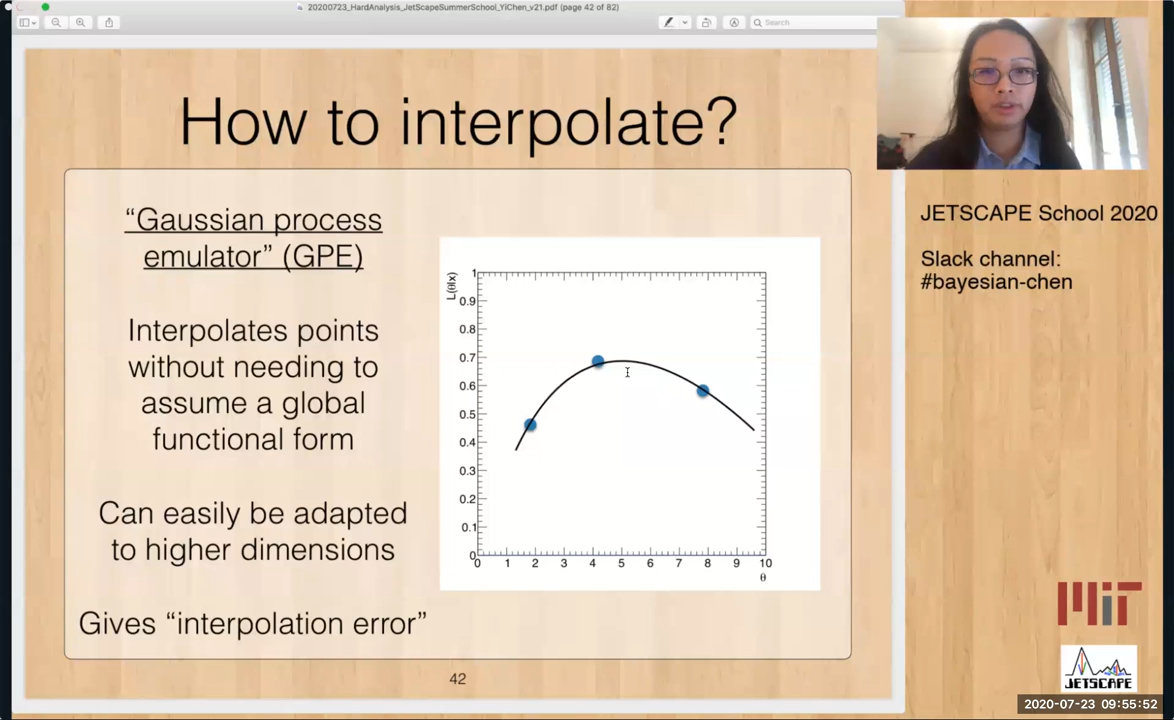 20200723_HardAnalysis_JetScapeSummerSchool_YiChen_v21.pdf (page 42 of 82)
Search
How to interpolate?
“Gaussian process
emulator” (GPE)
Interpolates points
without needing to
assume a global
functional form
Can easily be adapted
to higher dimensions
Gives “interpolation error”
L(θ|x)
1
0.9
0.8
0.7
0.6
0.5
0.4
0.3
0.2
0.1
0
0 1 2 3 4 5 6 7 8 9 10
θ
42
JETSCAPE School 2020
Slack channel:
#bayesian-chen
MIT
JETSCAPE
2020-07-23 09:55:52